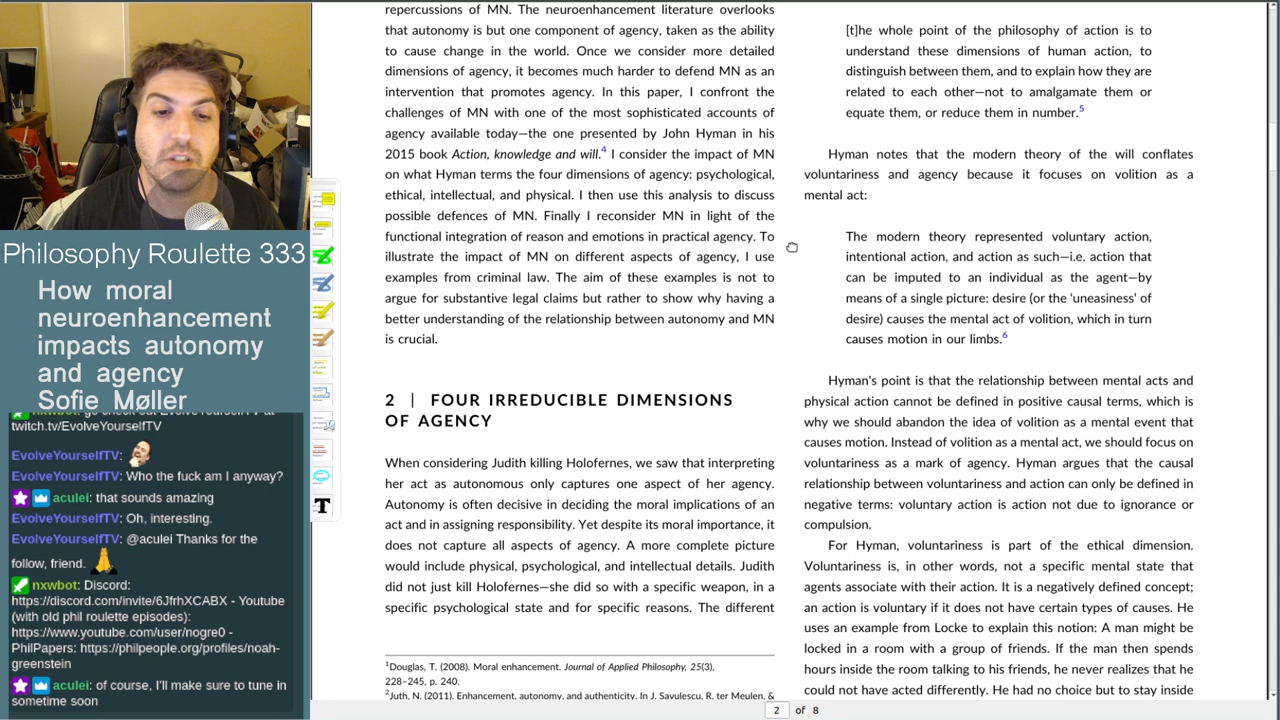 Philosophy Roulette 333
How moral
neuroenhancement
impacts autonomy
and agency
Sofie Møller
twitch.tv/EvolveYourselfTV
EvolveYourselfTV:
EvolveYourselfTV: Who the fuck am I anyway?
aculei: that sounds amazing
EvolveYourselfTV: Oh, interesting.
EvolveYourselfTV: @aculei Thanks for the
follow, friend.
nxwbot: Discord:
https://discord.com/invite/6JfrhXCABX - Youtube
(with old phil roulette episodes):
https://www.youtube.com/user/nogre0 -
PhilPapers: https://philpeople.org/profiles/noah-
greenstein
aculei: of course, I'll make sure to tune in
sometime soon
T
repercussions of MN. The neuroenhancement literature overlooks
that autonomy is but one component of agency, taken as the ability
to cause change in the world. Once we consider more detailed
dimensions of agency, it becomes much harder to defend MN as an
intervention that promotes agency. In this paper, I confront the
challenges of MN with one of the most sophisticated accounts of
agency available today—the one presented by John Hyman in his
2015 book Action, knowledge and will.4 I consider the impact of MN
on what Hyman terms the four dimensions of agency: psychological,
ethical, intellectual and physical. I then use this analysis to discuss
possible defences of MN. Finally I reconsider MN in light of the
functional integration of reason and emotions in practical agency. To
illustrate the impact of MN on different aspects of agency, I use
examples from criminal law. The aim of these examples is not to
argue for substantive legal claims but rather to show why having a
better understanding of the relationship between autonomy and MN
is crucial.
2 | FOUR IRREDUCIBLE DIMENSIONS
OF AGENCY
When considering Judith killing Holofernes, we saw that interpreting
her act as autonomous only captures one aspect of her agency.
Autonomy is often decisive in deciding the moral implications of an
act and in assigning responsibility. Yet despite its moral importance, it
does not capture all aspects of agency. A more complete picture
would include physical, psychological, and intellectual details. Judith
did not just kill Holofernes—she did so with a specific weapon, in a
specific psychological state and for specific reasons. The different
1Douglas, T. (2008). Moral enhancement. Journal of Applied Philosophy, 25(3),
228–245, p. 240.
2Juth, N. (2011). Enhancement, autonomy, and authenticity. In J. Savulescu, R. ter Meulen, &
[t]he whole point of the philosophy of action is to
understand these dimensions of human action, to
distinguish between them, and to explain how they are
related to each other—not to amalgamate them or
equate them, or reduce them in number.5
Hyman notes that the modern theory of the will conflates
voluntariness and agency because it focuses on volition as a
mental act:
The modern theory represented voluntary action,
intentional action, and action as such—i.e. action that
can be imputed to an individual as the agent—by
means of a single picture: desire (or the 'uneasiness' of
desire) causes the mental act of volition, which in turn
causes motion in our limbs.6
Hyman's point is that the relationship between mental acts and
physical action cannot be defined in positive causal terms, which is
why we should abandon the idea of volition as a mental event that
causes motion. Instead of volition as a mental act, we should focus on
voluntariness as a mark of agency. Hyman argues that the causal
relationship between voluntariness and action can only be defined in
negative terms: voluntary action is action not due to ignorance or
compulsion.
For Hyman, voluntariness is part of the ethical dimension.
Voluntariness is, in other words, not a specific mental state that
agents associate with their action. It is a negatively defined concept;
an action is voluntary if it does not have certain types of causes. He
uses an example from Locke to explain this notion: A man might be
locked in a room with a group of friends. If the man then spends
hours inside the room talking to his friends, he never realizes that he
could not have acted differently. He had no choice but to stay inside
2 of 8